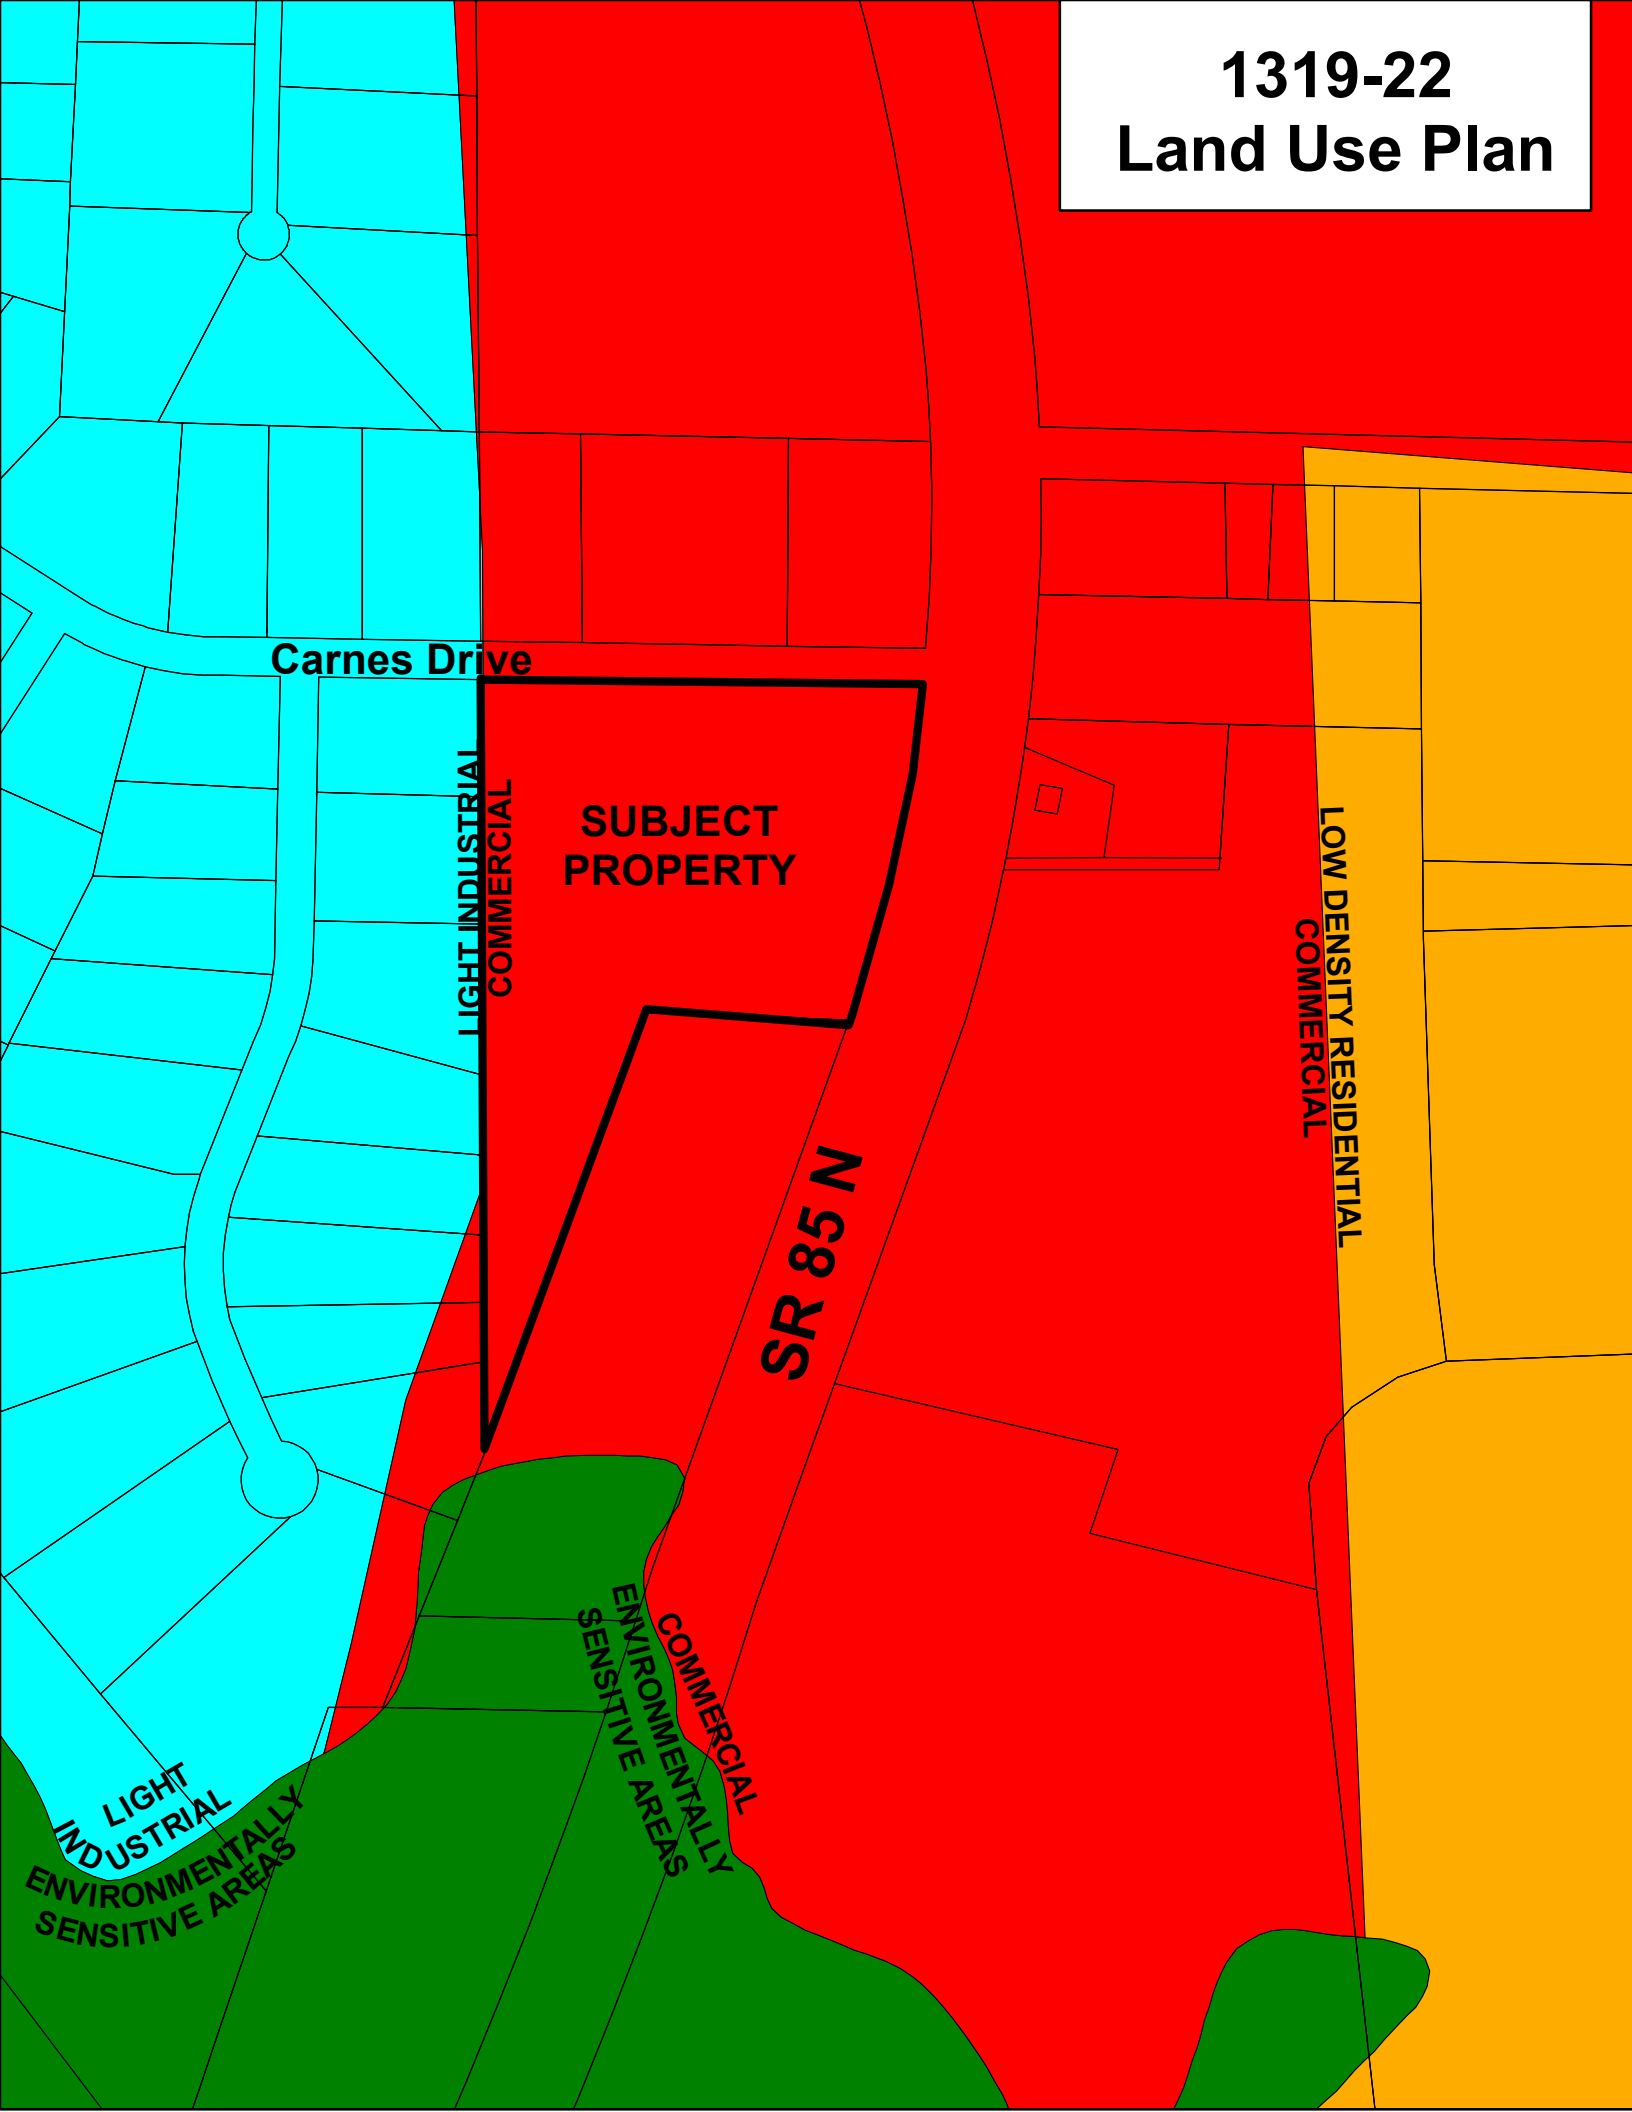 1319-22
Land Use Plan
Carnes Drive
LIGHT INDUSTRIAL
COMMERCIAL
SUBJECT
PROPERTY
LOW DENSITY RESIDENTIAL
COMMERCIAL
SR 85 N
COMMERCIAL
ENVIRONMENTALLY
SENSITIVE AREAS
LIGHT
INDUSTRIAL
ENVIRONMENTALLY
SENSITIVE AREAS